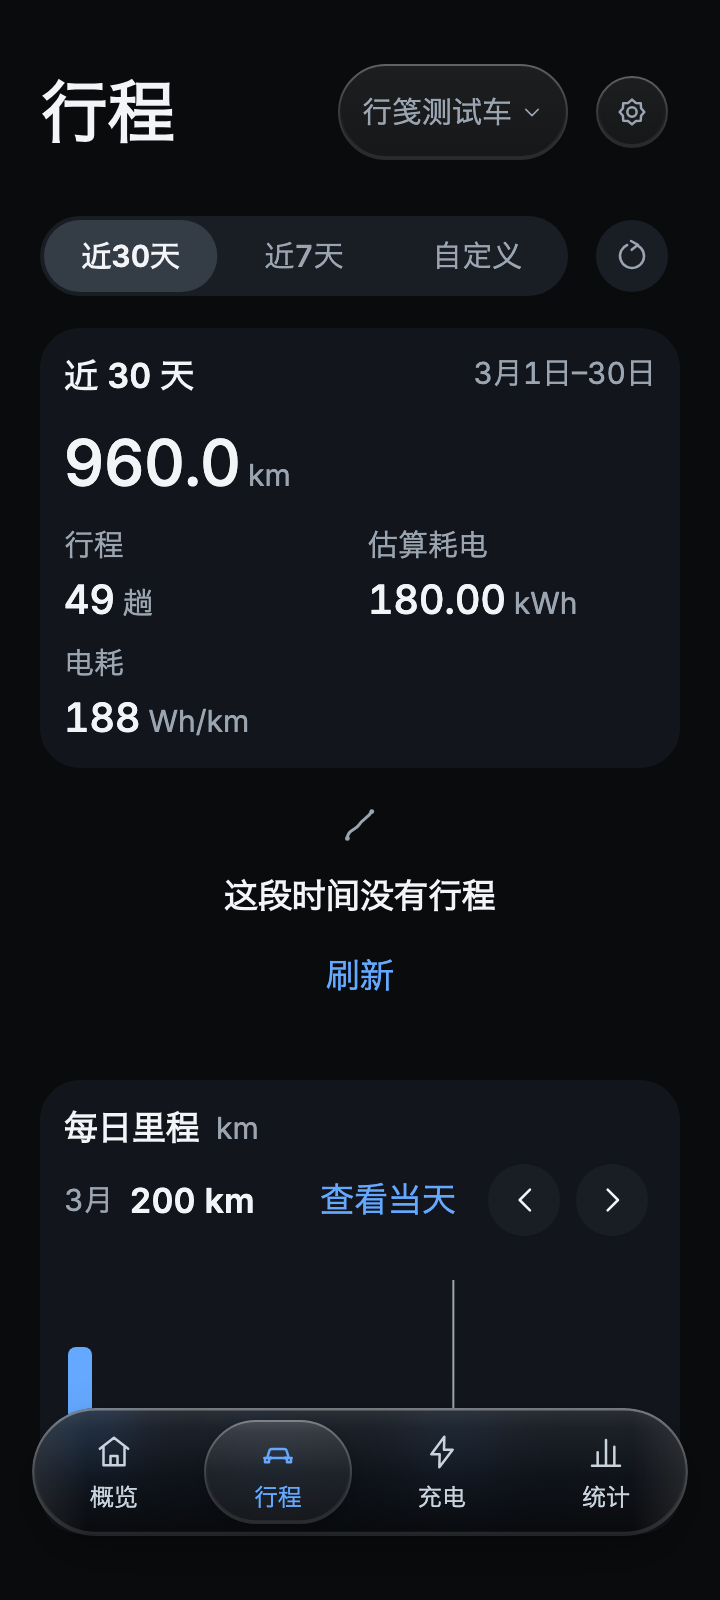 行程
行笺测试车
近30天
近7天
自定义
近 30 天
3月1日–30日
960.0 km
行程
估算耗电
49 趟
180.00 kWh
电耗
188 Wh/km
这段时间没有行程
刷新
每日里程 km
3月 200 km
查看当天
概览
行程
充电
统计